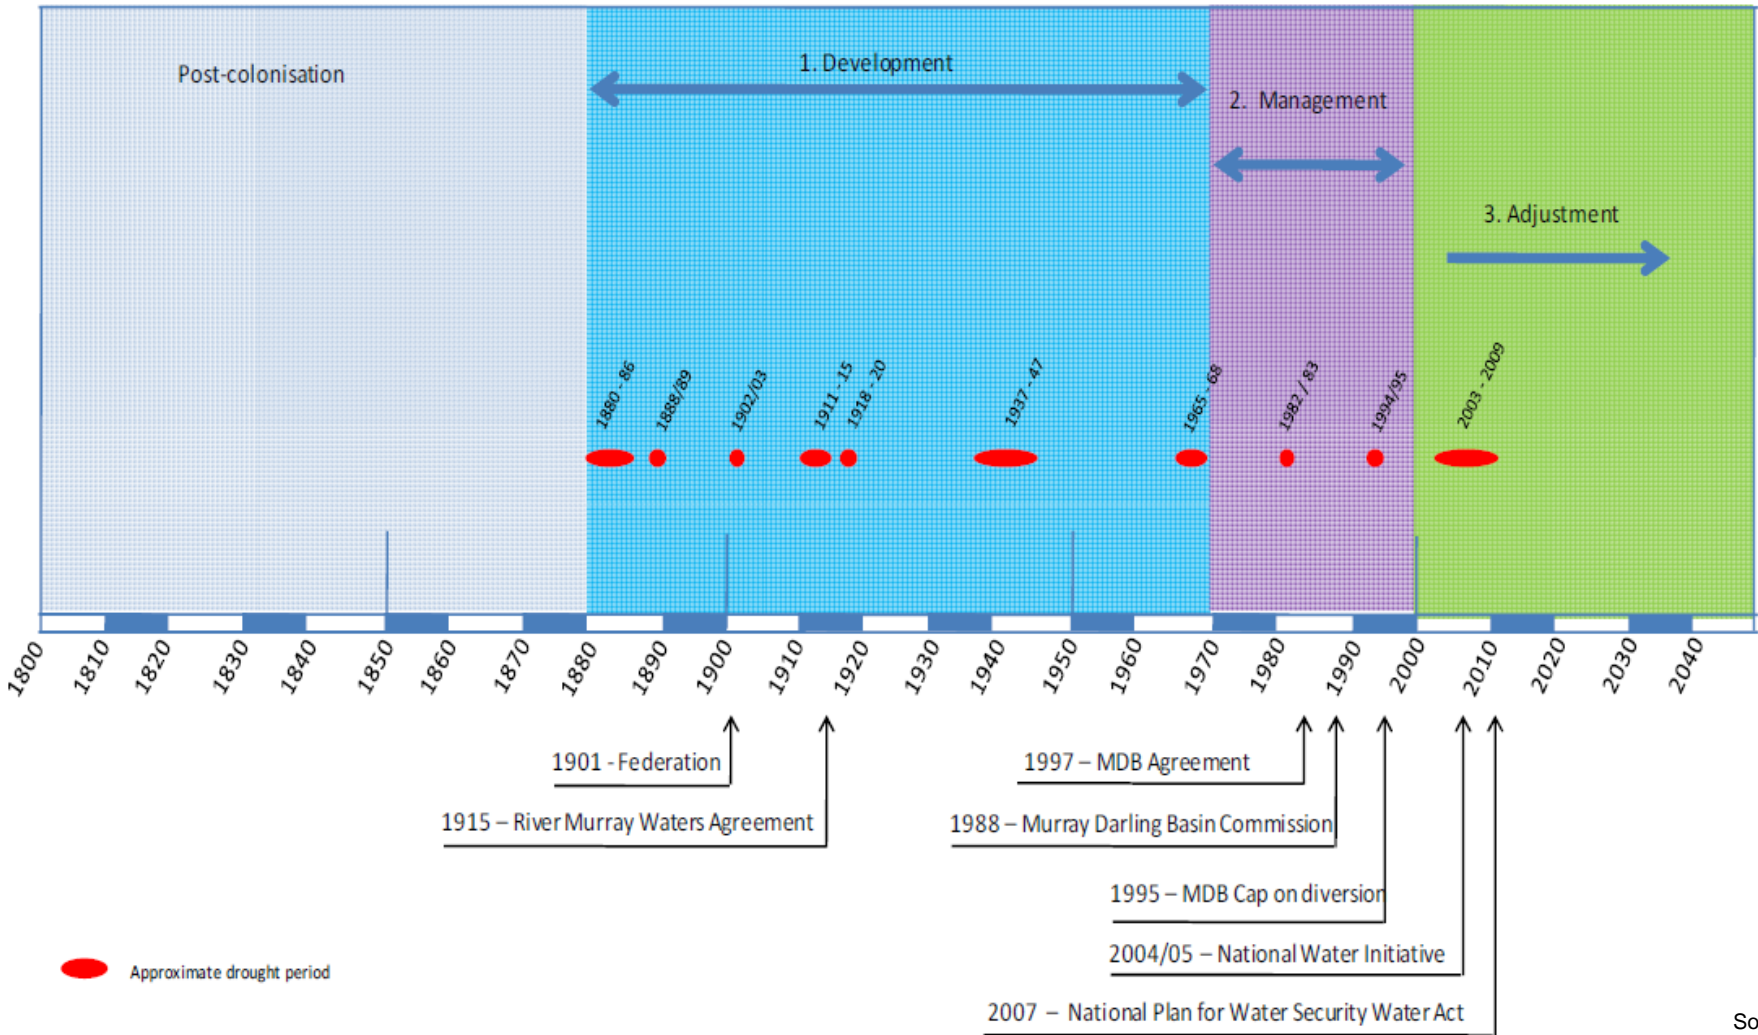 Post-colonisation
1. Development
2. Management
3. Adjustment
1880 - 86
1888/89
1902/03
1911 - 15
1918 - 20
1937 - 47
1965 - 68
1982 / 83
1994/95
2003 - 2009
1800
1810
1820
1830
1840
1850
1860
1870
1880
1890
1900
1910
1920
1930
1940
1950
1960
1970
1980
1990
2000
2010
2020
2030
2040
1901 - Federation
1997 – MDB Agreement
1915 – River Murray Waters Agreement
1988 – Murray Darling Basin Commission
1995 – MDB Cap on diversion
2004/05 – National Water Initiative
Approximate drought period
2007 – National Plan for Water Security Water Act
So